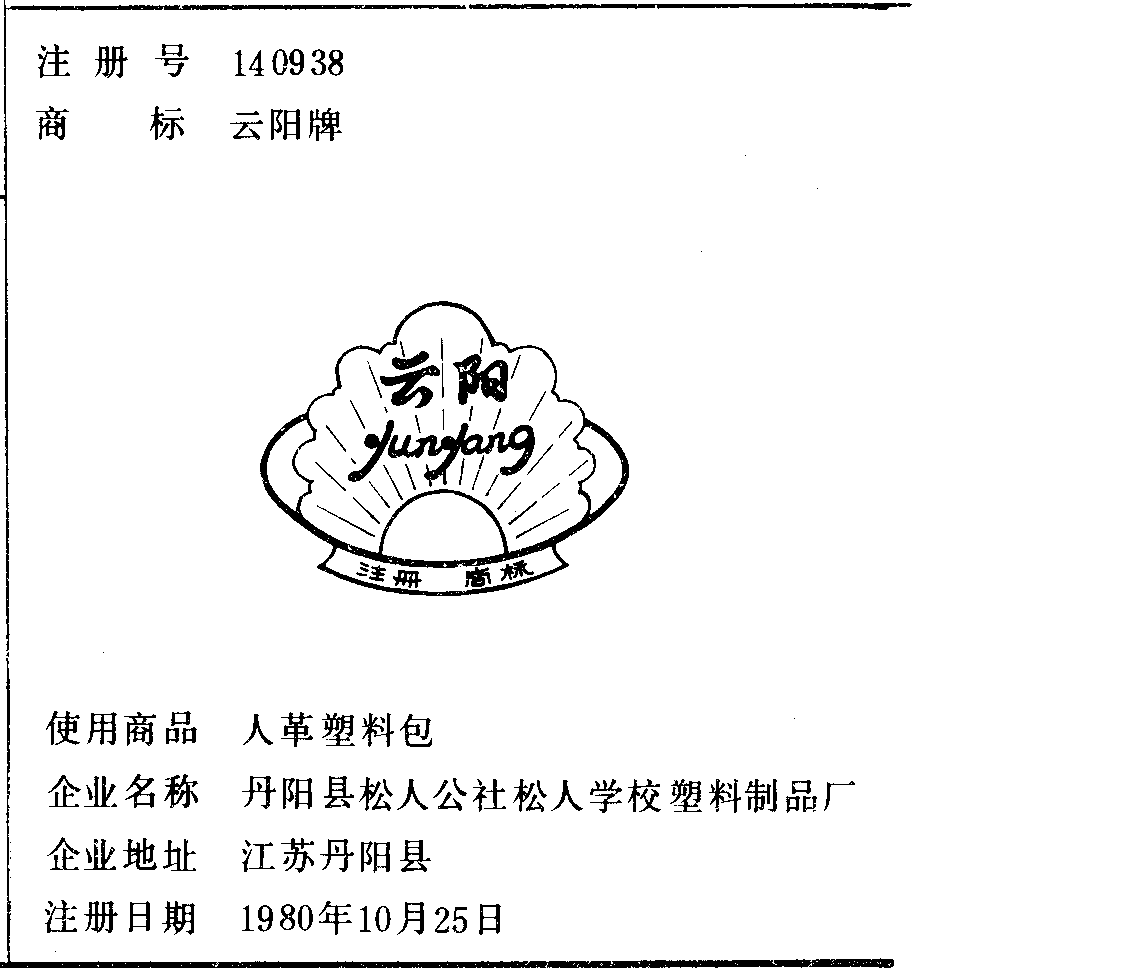 注册号 140938
商标 云阳牌
云阳
YunYang
注册 商标
使用商品 人革塑料包
企业名称 丹阳县松人公社松人学校塑料制品厂
企业地址 江苏丹阳县
注册日期 1980年10月25日